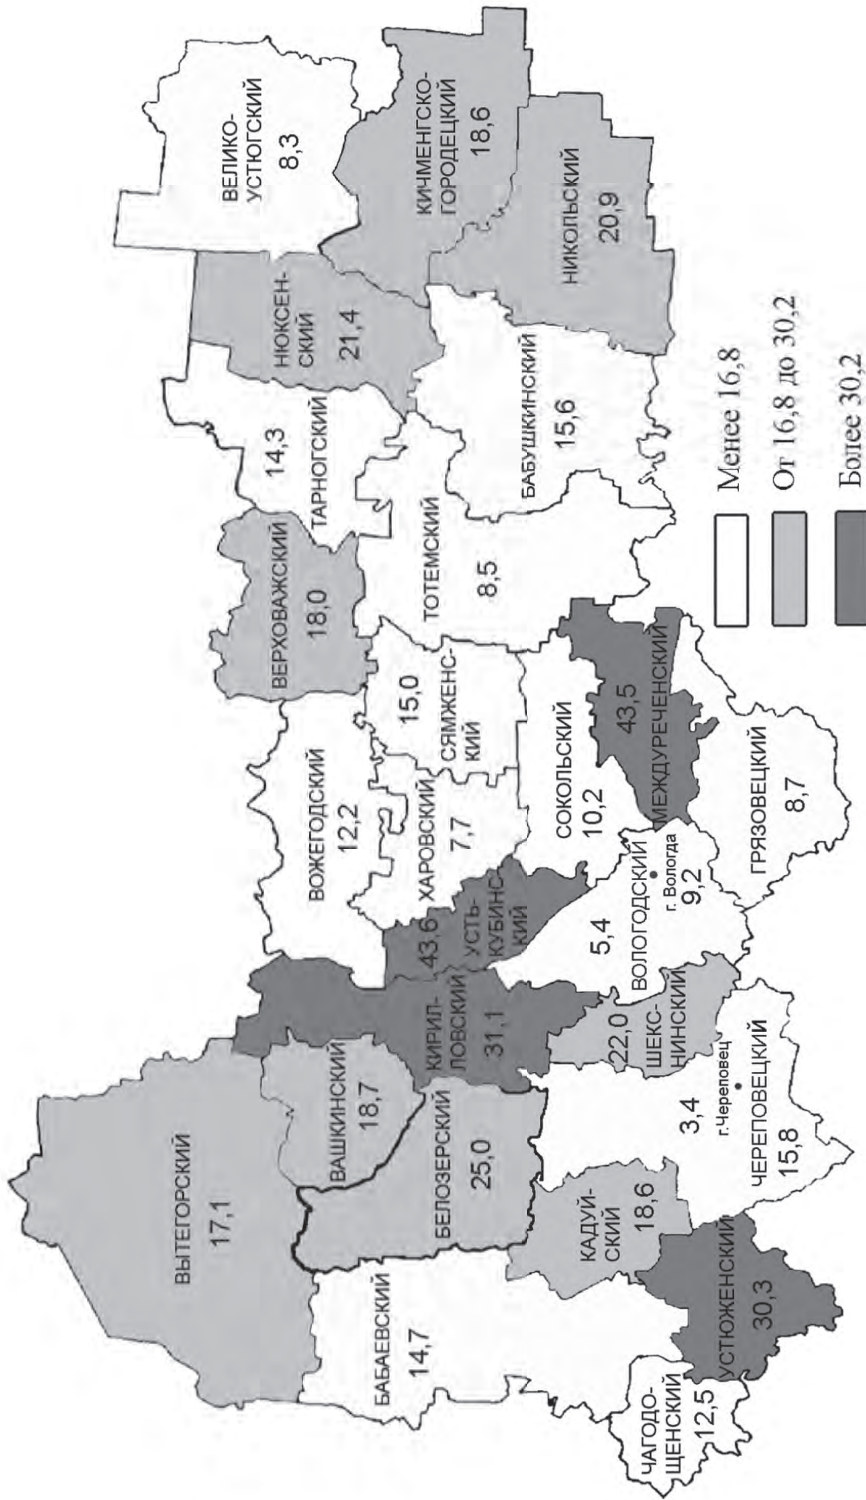 ВЫТЕГОРСКИЙ
17,1
ВЕЛИКО-
УСТЮГСКИЙ
8,3
ВЕРХОВАЖСКИЙ
18,0
14,3
ТАРНОГСКИЙ
НЮКСЕН-
СКИЙ
21,4
ВОЖЕГОДСКИЙ
12,2
ВАШКИНСКИЙ
18,7
БАБАЕВСКИЙ
14,7
БЕЛОЗЕРСКИЙ
25,0
КИРИЛ-
ЛОВСКИЙ
31,1
43,6
УСТЬ-
КУБИНС-
КИЙ
ХАРОВСКИЙ
7,7
15,0
СЯМЖЕНС-
КИЙ
ТОТЕМСКИЙ
8,5
КИЧМЕНГСКО-
ГОРОДЕЦКИЙ
18,6
БАБУШКИНСКИЙ
15,6
НИКОЛЬСКИЙ
20,9
КАДУЙ-
СКИЙ
18,6
22,0
ШЕКС-
НИНСКИЙ
5,4
ВОЛОГОДСКИЙ
г. Вологда
9,2
СОКОЛЬСКИЙ
10,2
43,5
МЕЖДУРЕЧЕНСКИЙ
ЧАГОДО-
ЩЕНСКИЙ
12,5
УСТЮЖЕНСКИЙ
30,3
3,4
г.Череповец
ЧЕРЕПОВЕЦКИЙ
15,8
ГРЯЗОВЕЦКИЙ
8,7
Менее 16,8
От 16,8 до 30,2
Более 30,2